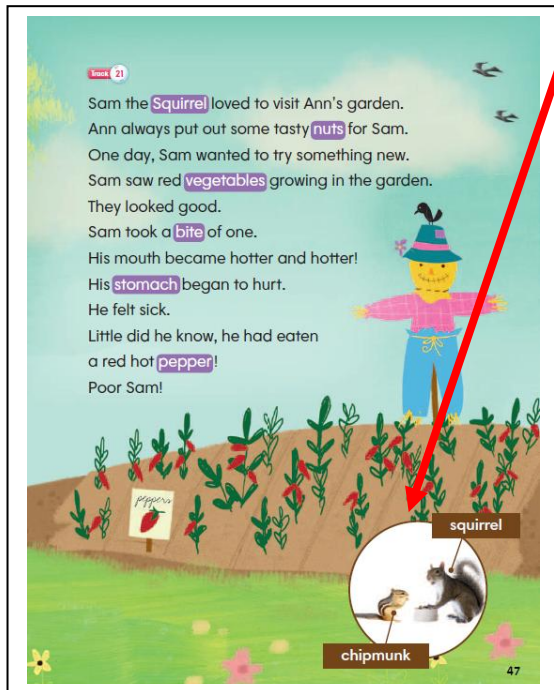 Track 21
Sam the Squirrel loved to visit Ann's garden.
Ann always put out some tasty nuts for Sam.
One day, Sam wanted to try something new.
Sam saw red vegetables growing in the garden.
They looked good.
Sam took a bite of one.
His mouth became hotter and hotter!
His stomach began to hurt.
He felt sick.
Little did he know, he had eaten
a red hot pepper!
Poor Sam!
peppers
squirrel
chipmunk
47